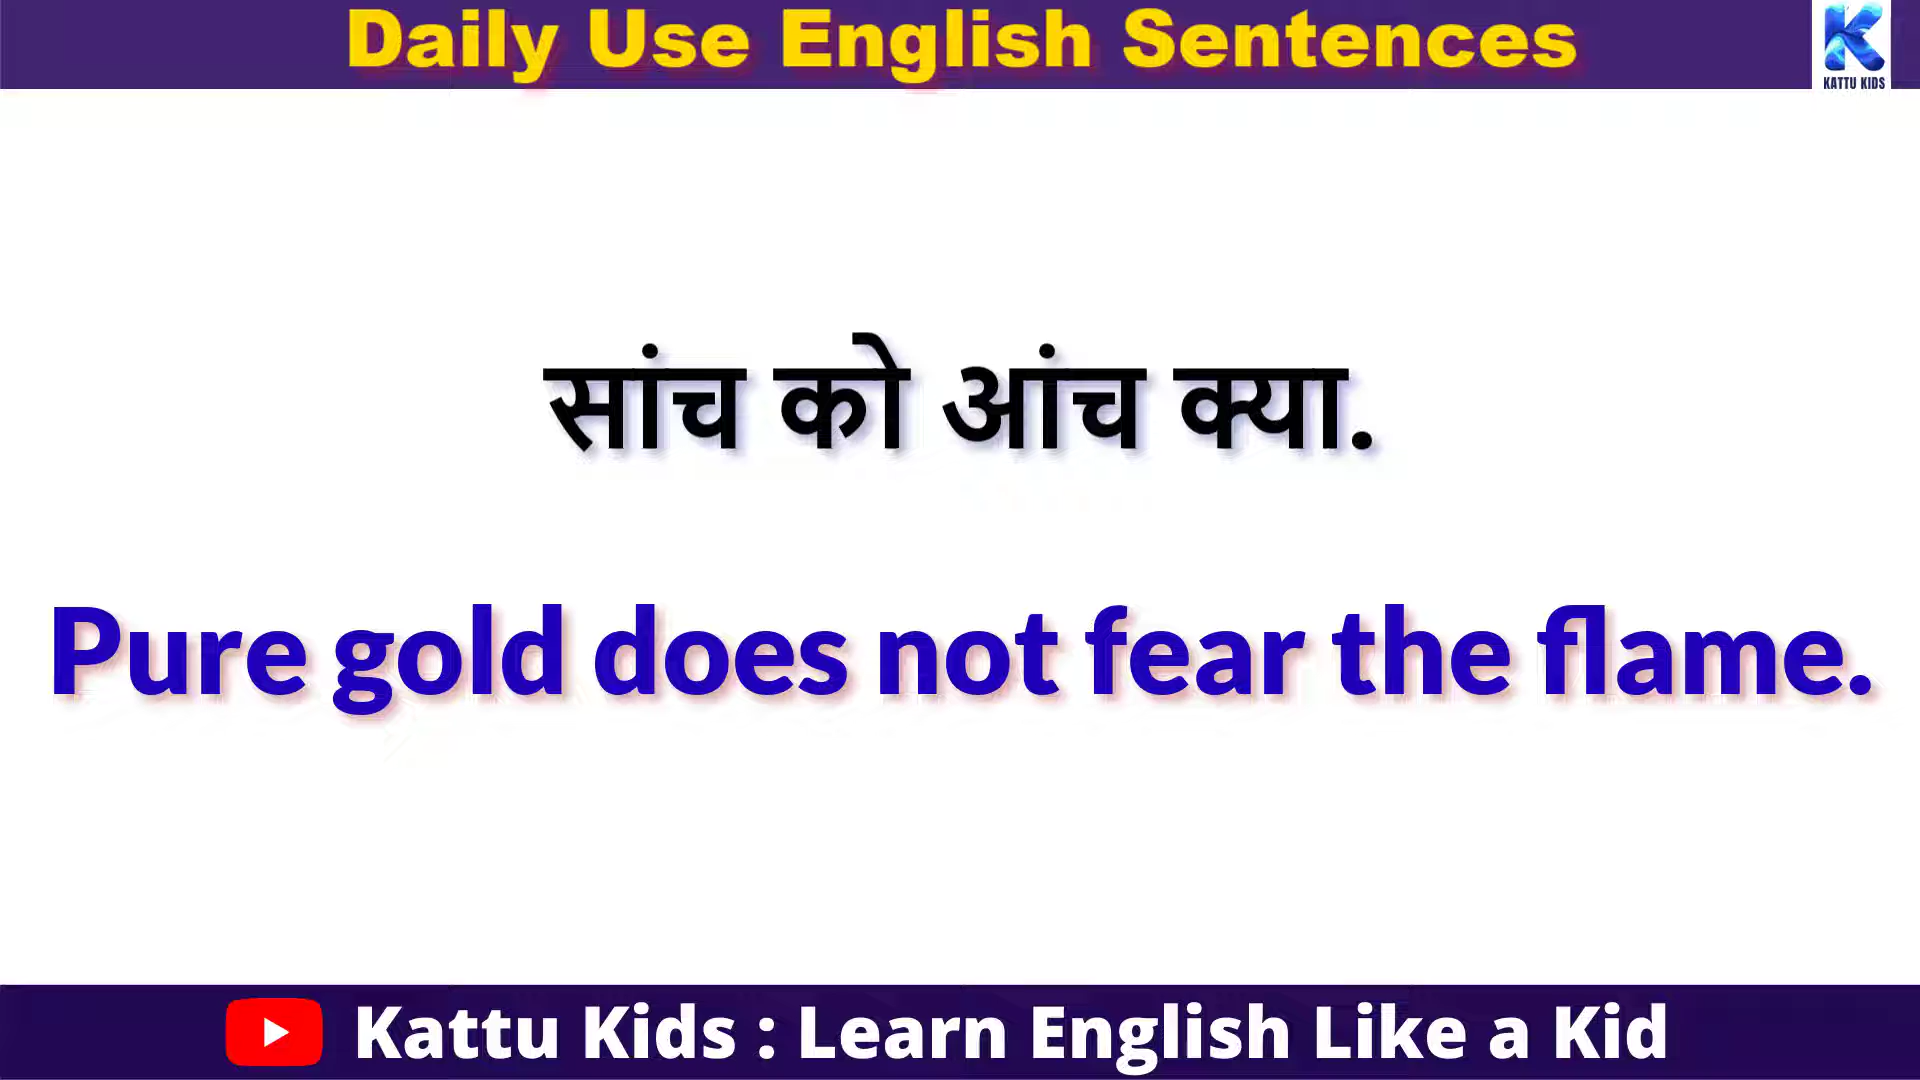 Daily Use English Sentences
KATTU KIDS
सांच को आंच क्या.
Pure gold does not fear the flame.
Kattu Kids : Learn English Like a Kid